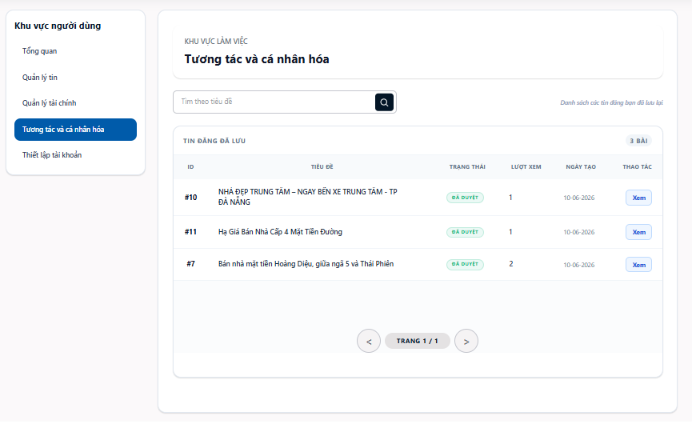 Khu vực người dùng
Tổng quan
Quản lý tin
Quản lý tài chính
Tương tác và cá nhân hóa
Thiết lập tài khoản
KHU VỰC LÀM VIỆC
Tương tác và cá nhân hóa
Tìm theo tiêu đề
Danh sách các tin đăng bạn đã lưu lại
TIN ĐĂNG ĐÃ LƯU
3 BÀI
ID TIÊU ĐỀ TRẠNG THÁI LƯỢT XEM NGÀY TẠO THAO TÁC
#10 NHÀ ĐẸP TRUNG TÂM – NGAY BẾN XE TRUNG TÂM - TP
ĐÀ NẴNG
ĐÃ DUYỆT 1 10-06-2026 Xem
#11 Hạ Giá Bán Nhà Cấp 4 Mặt Tiền Đường ĐÃ DUYỆT 1 10-06-2026 Xem
#7 Bán nhà mặt tiền Hoàng Diệu, giữa ngã 5 và Thái Phiên ĐÃ DUYỆT 2 10-06-2026 Xem
< TRANG 1 / 1 >